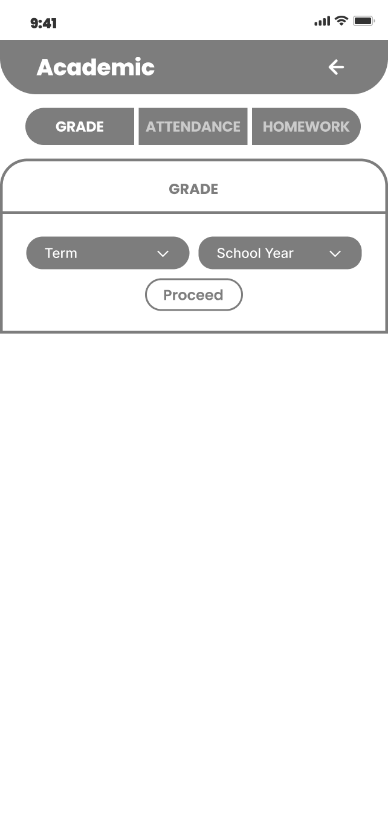 9:41
Academic
GRADE ATTENDANCE HOMEWORK
GRADE
Term School Year
Proceed